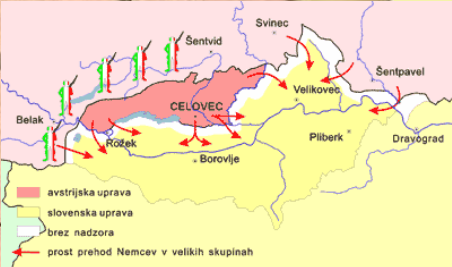 Svinec
Šentvid
Šentpavel
Velikovec
CELOVEC
Belak
Rožek
Pliberk
Dravograd
Borovlje
avstrijska uprava
slovenska uprava
brez nadzora
prost prehod Nemcev v velikih skupinah